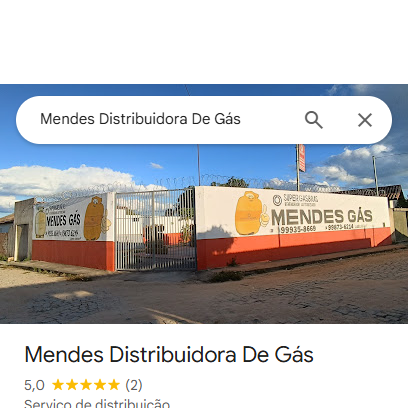 Mendes Distribuidora De Gás
SUPERGASBRAS
MENDES GÁS
MENDES GÁS
99935-8669
99873-6214
Mendes Distribuidora De Gás
5,0 (2)
Serviço de distribuição